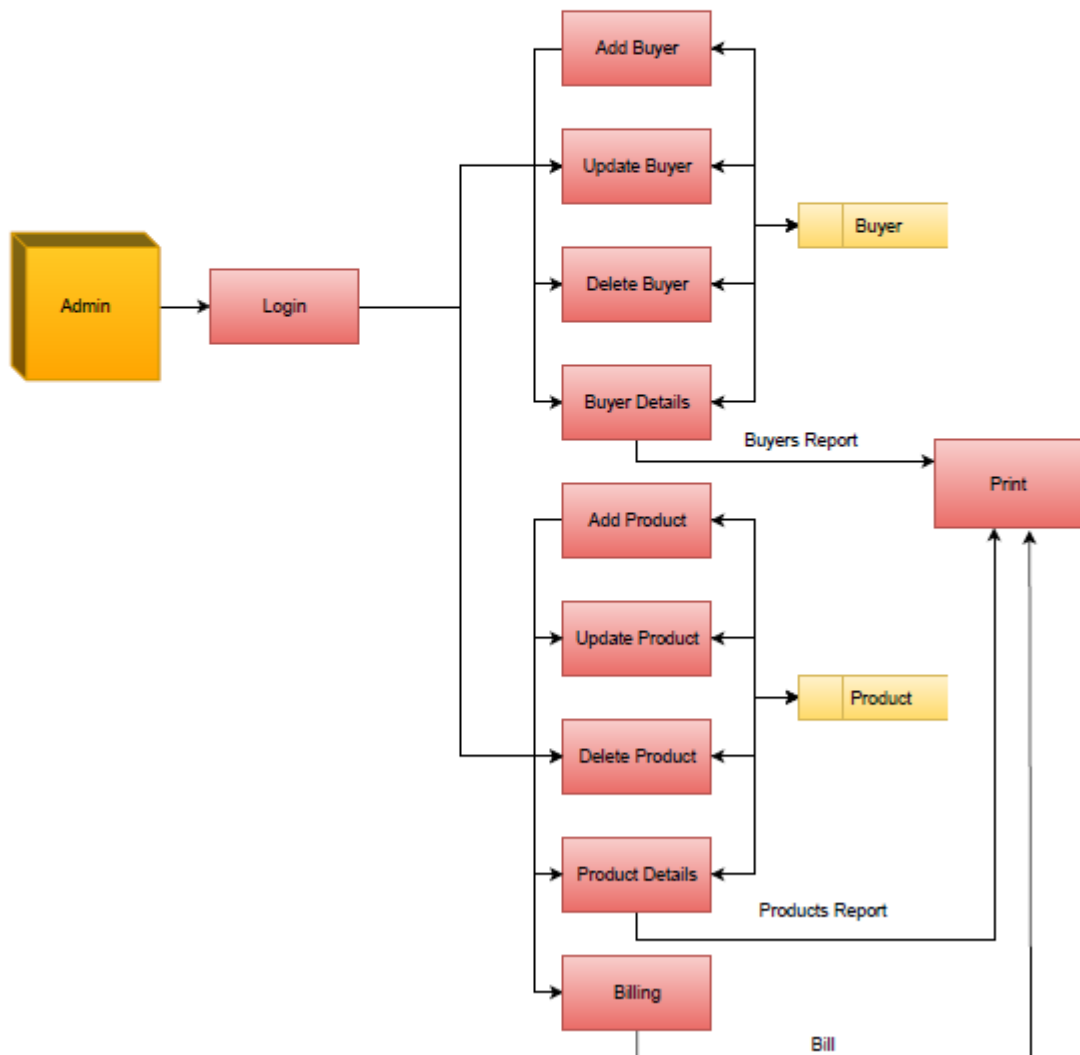 Add Buyer
Update Buyer
Buyer
Delete Buyer
Admin
Login
Buyer Details
Buyers Report
Print
Add Product
Update Product
Product
Delete Product
Product Details
Products Report
Billing
Bill